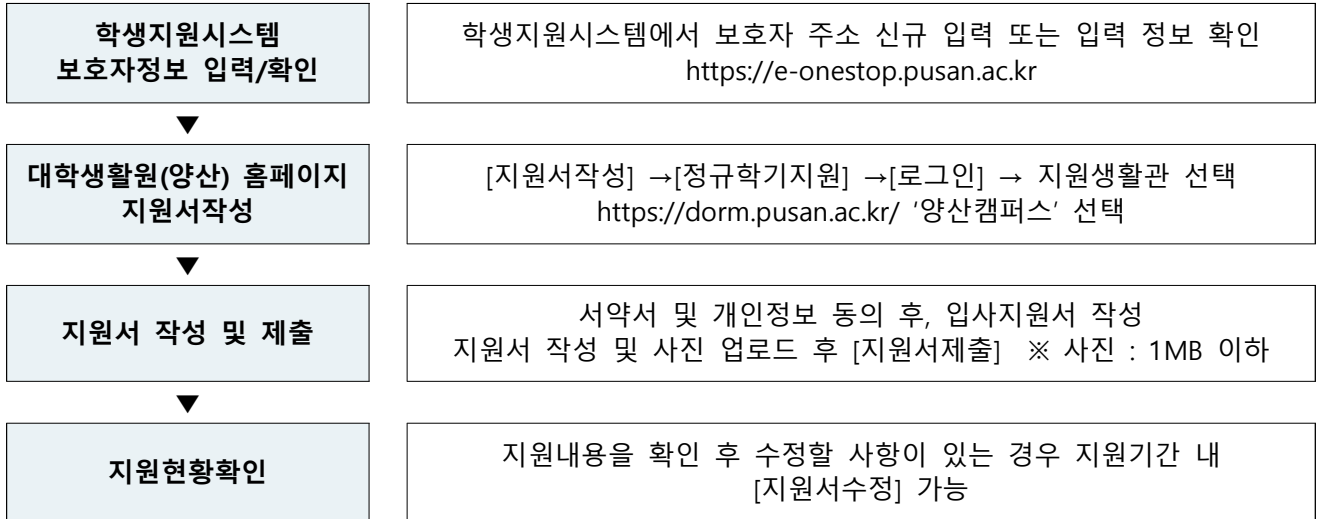 학생지원시스템
보호자정보 입력/확인
학생지원시스템에서 보호자 주소 신규 입력 또는 입력 정보 확인
https://e-onestop.pusan.ac.kr
▼
대학생활원(양산) 홈페이지
지원서작성
[지원서작성] →[정규학기지원] →[로그인] → 지원생활관 선택
https://dorm.pusan.ac.kr/ ‘양산캠퍼스’ 선택
▼
지원서 작성 및 제출
서약서 및 개인정보 동의 후, 입사지원서 작성
지원서 작성 및 사진 업로드 후 [지원서제출] ※ 사진 : 1MB 이하
▼
지원현황확인
지원내용을 확인 후 수정할 사항이 있는 경우 지원기간 내
[지원서수정] 가능